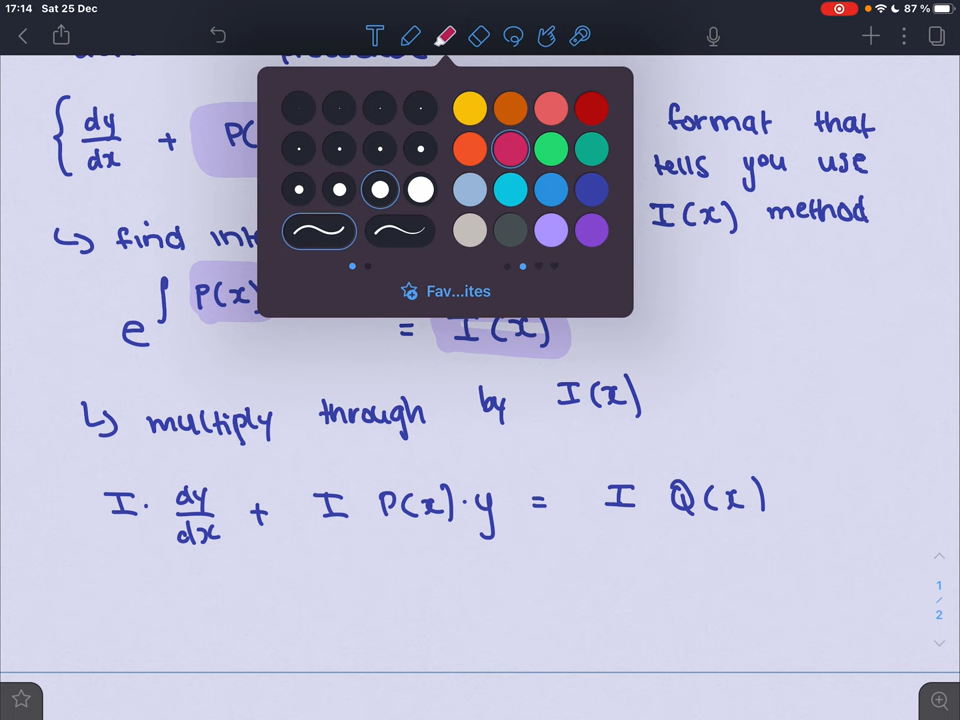 17:14 Sat 25 Dec 87 %
T
Fav...ites
{ dy/dx + P(
format that
tells you use
I(x) method
↳ find
e^∫ P(x) = I(x)
↳ multiply through by I(x)
I · dy/dx + I P(x) · y = I Q(x)
1
/
2